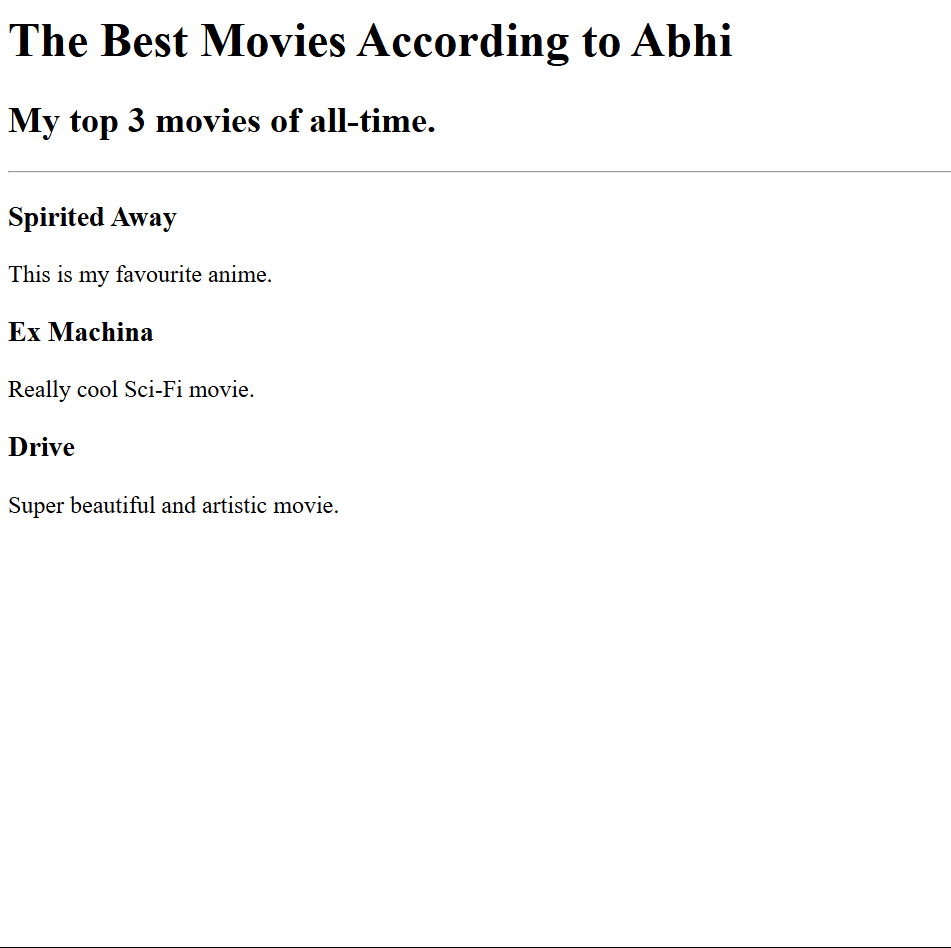 The Best Movies According to Abhi
My top 3 movies of all-time.
Spirited Away
This is my favourite anime.
Ex Machina
Really cool Sci-Fi movie.
Drive
Super beautiful and artistic movie.